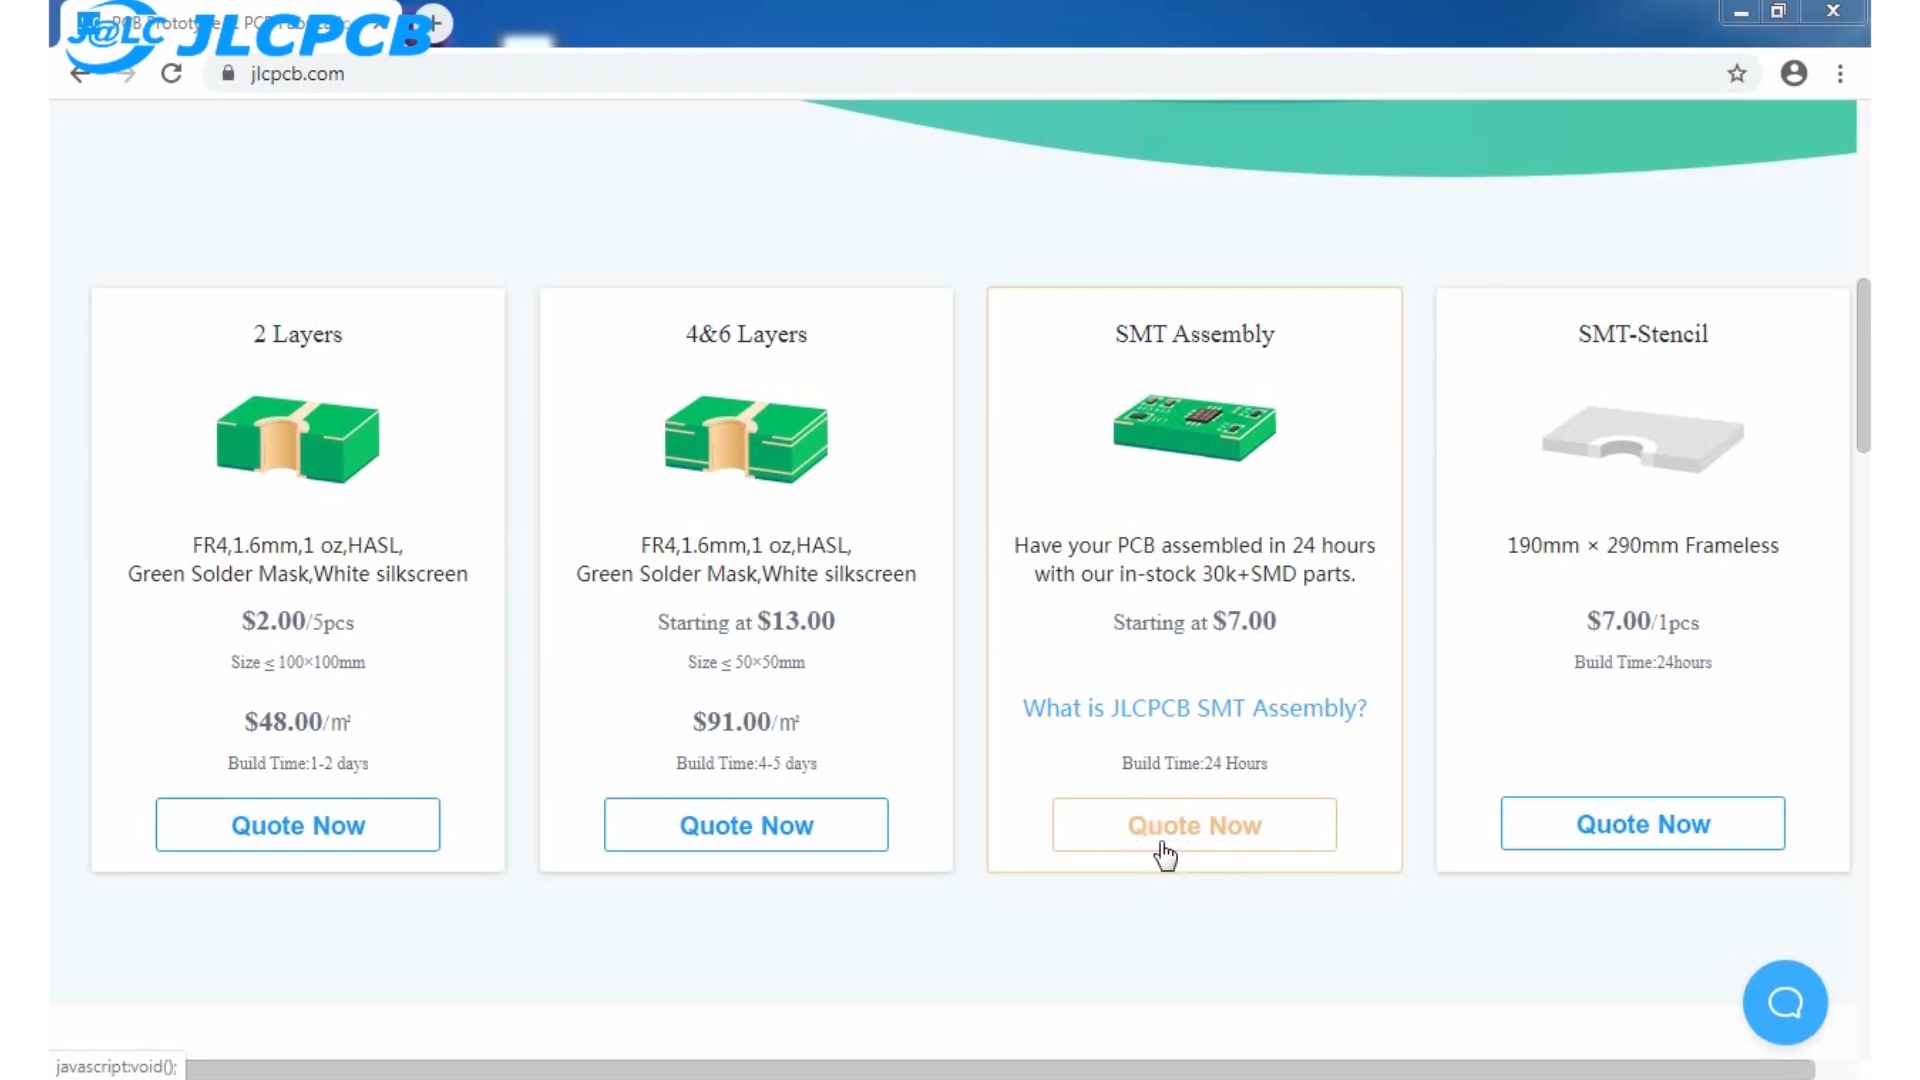 JLCPCB
jlcpcb.com
2 Layers
FR4,1.6mm,1 oz,HASL,
Green Solder Mask,White silkscreen
$2.00/5pcs
Size ≤ 100×100mm
$48.00/㎡
Build Time:1-2 days
Quote Now
4&6 Layers
FR4,1.6mm,1 oz,HASL,
Green Solder Mask,White silkscreen
Starting at $13.00
Size ≤ 50×50mm
$91.00/㎡
Build Time:4-5 days
Quote Now
SMT Assembly
Have your PCB assembled in 24 hours
with our in-stock 30k+SMD parts.
Starting at $7.00
What is JLCPCB SMT Assembly?
Build Time:24 Hours
Quote Now
SMT-Stencil
190mm × 290mm Frameless
$7.00/1pcs
Build Time:24hours
Quote Now
javascript:void();